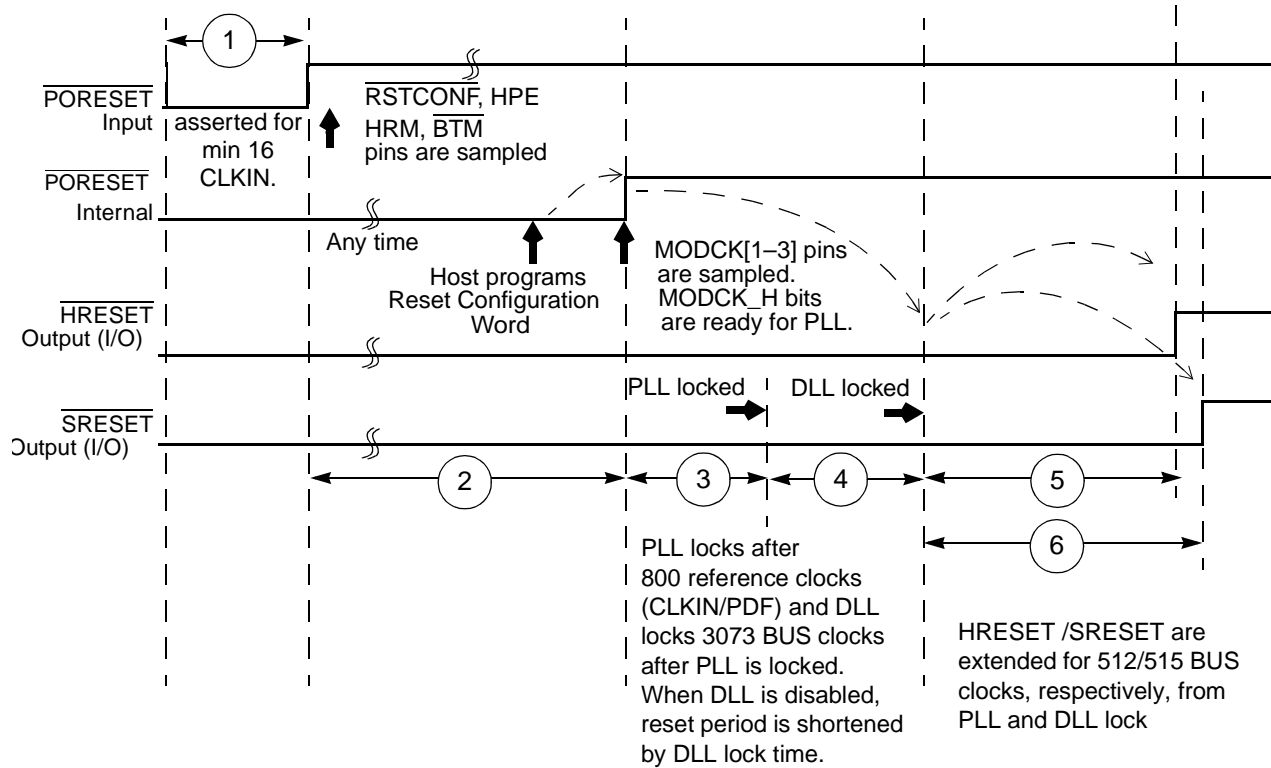 1
PORESET
Input
asserted for
min 16
CLKIN.
RSTCONF, HPE
HRM, BTM
pins are sampled
PORESET
Internal
Any time
Host programs
Reset Configuration
Word
MODCK[1–3] pins
are sampled.
MODCK_H bits
are ready for PLL.
HRESET
Output (I/O)
PLL locked
DLL locked
SRESET
Output (I/O)
2
3
4
5
6
PLL locks after
800 reference clocks
(CLKIN/PDF) and DLL
locks 3073 BUS clocks
after PLL is locked.
When DLL is disabled,
reset period is shortened
by DLL lock time.
HRESET /SRESET are
extended for 512/515 BUS
clocks, respectively, from
PLL and DLL lock